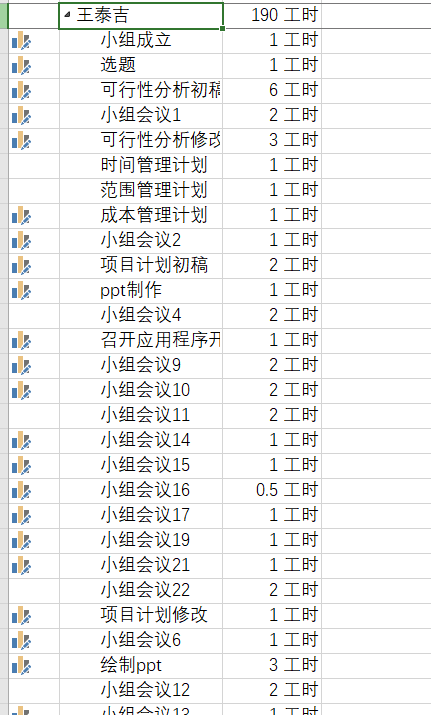 王泰吉 190 工时
小组成立 1 工时
选题 1 工时
可行性分析初稿 6 工时
小组会议1 2 工时
可行性分析修改 3 工时
时间管理计划 1 工时
范围管理计划 1 工时
成本管理计划 1 工时
小组会议2 1 工时
项目计划初稿 2 工时
ppt制作 1 工时
小组会议4 2 工时
召开应用程序开 1 工时
小组会议9 2 工时
小组会议10 2 工时
小组会议11 2 工时
小组会议14 1 工时
小组会议15 1 工时
小组会议16 0.5 工时
小组会议17 1 工时
小组会议19 1 工时
小组会议21 1 工时
小组会议22 2 工时
项目计划修改 1 工时
小组会议6 1 工时
绘制ppt 3 工时
小组会议12 2 工时
小组会议13 1 工时